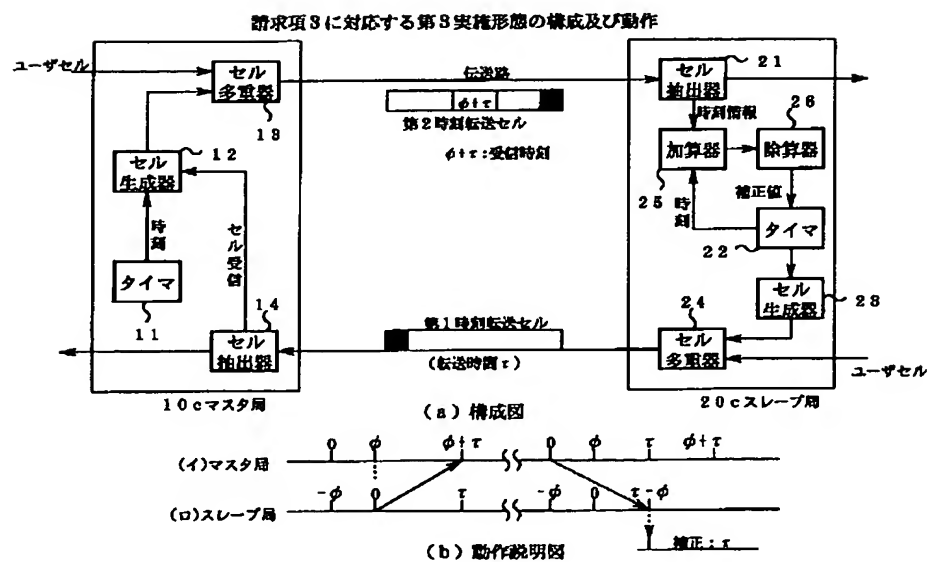 請求項3に対応する第3実施形態の構成及び動作
ユーザセル
セル
多重器
13
伝送路
φ+τ
第2時刻転送セル
φ+τ:受信時刻
セル
抽出器
21
時刻情報
26
加算器
除算器
25
補正値
時刻
タイマ
22
セル
生成器
12
時刻
セル受信
タイマ
11
14
セル
抽出器
第1時刻転送セル
(転送時間τ)
セル
生成器
23
24
セル
多重器
ユーザセル
10cマスタ局
20cスレーブ局
(a)構成図
0 φ φ+τ 0 φ τ φ+τ
(イ)マスタ局
-φ 0 τ -φ 0 τ-φ
(ロ)スレーブ局
補正:τ
(b)動作説明図